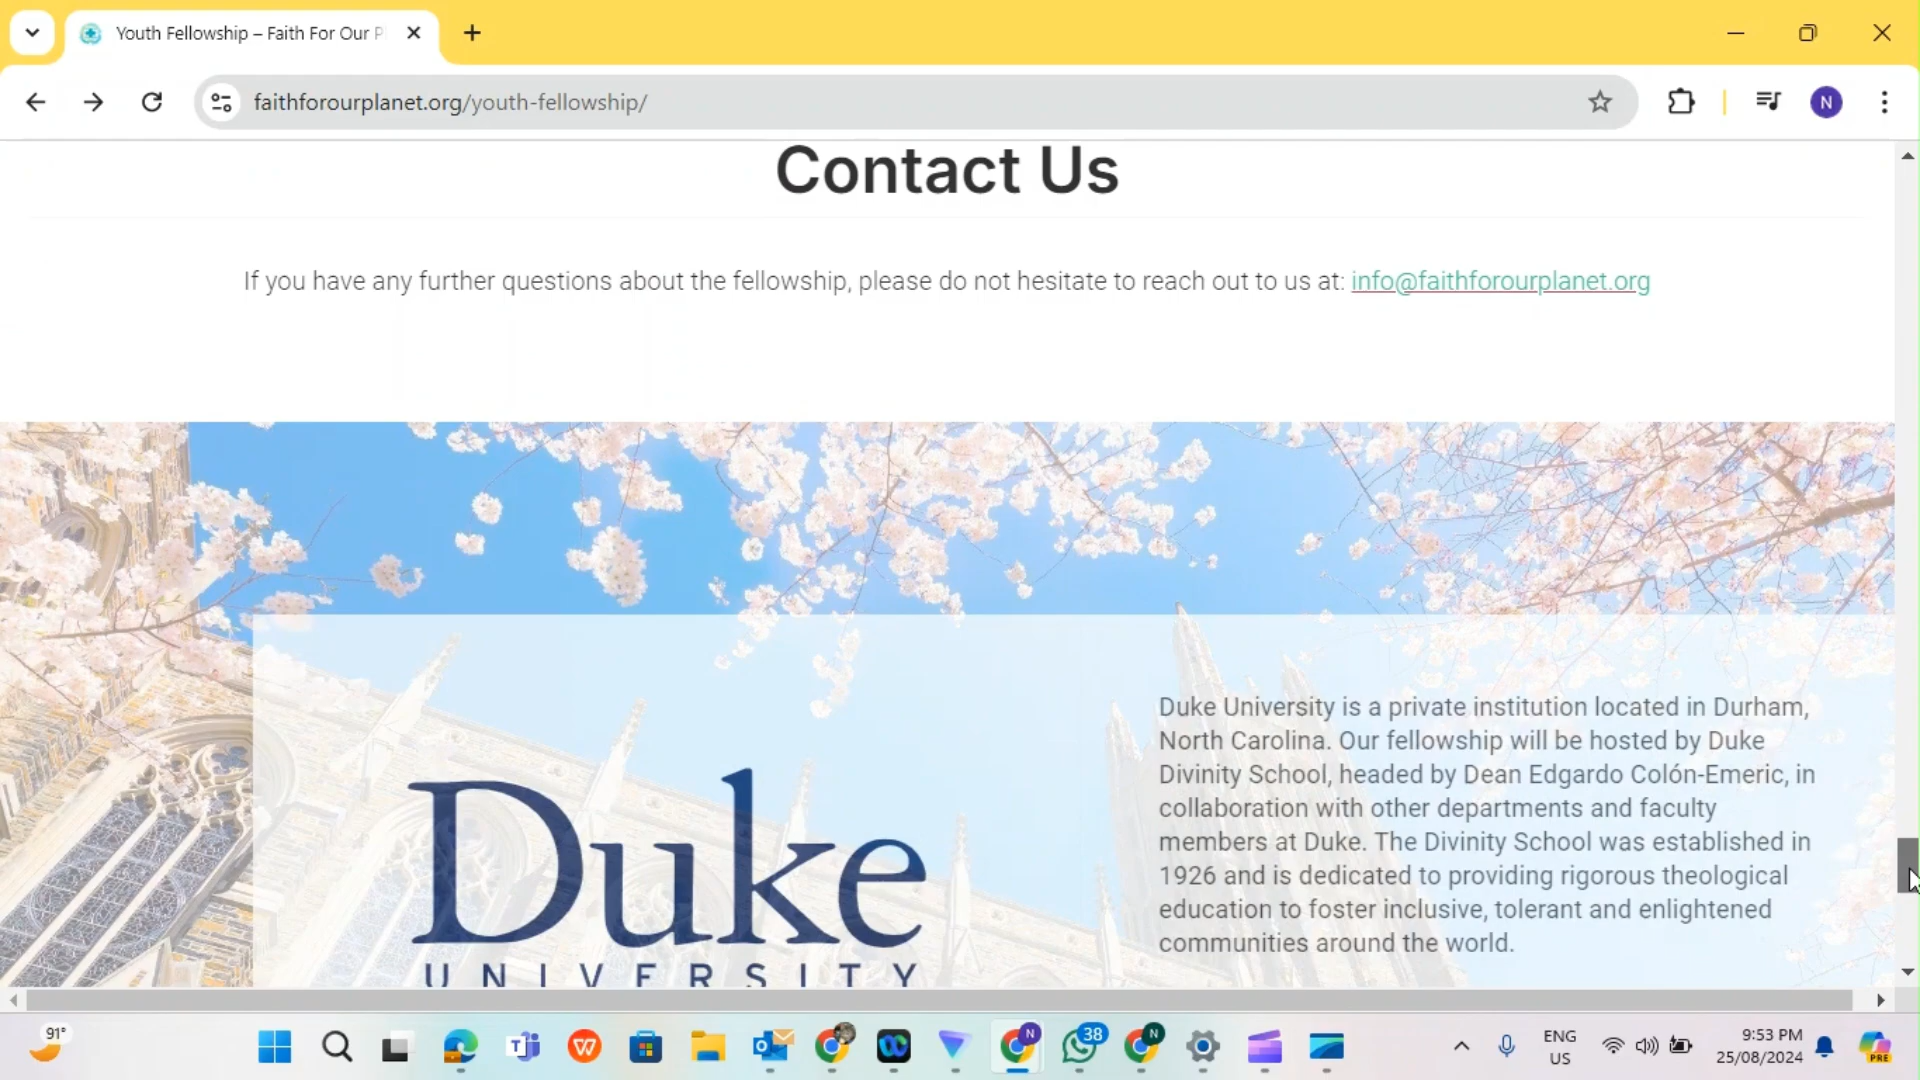 Youth Fellowship – Faith For Our P
faithforourplanet.org/youth-fellowship/
N
Contact Us
If you have any further questions about the fellowship, please do not hesitate to reach out to us at: info@faithforourplanet.org
Duke University is a private institution located in Durham,
North Carolina. Our fellowship will be hosted by Duke
Divinity School, headed by Dean Edgardo Colón-Emeric, in
collaboration with other departments and faculty
members at Duke. The Divinity School was established in
1926 and is dedicated to providing rigorous theological
education to foster inclusive, tolerant and enlightened
communities around the world.
Duke
UNIVERSITY
91°
N
38
N
ENG
US
9:53 PM
25/08/2024
PRE